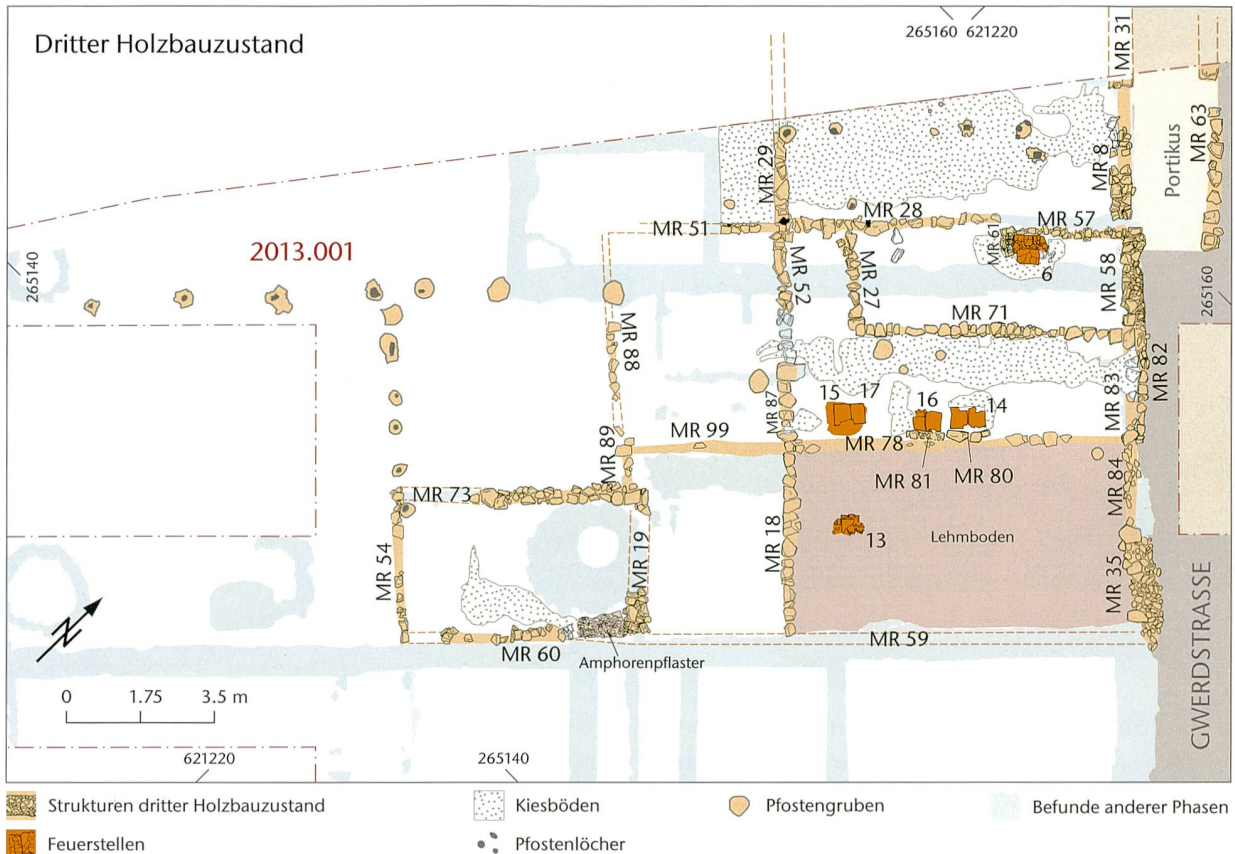 Dritter Holzbauzustand
265160 621220
MR 31
Portikus
MR 63
MR 29
MR 8
MR 28
MR 51
MR 57
2013.001
265140
MR 61
6
MR 52
MR 27
MR 58
265160
MR 71
MR 88
MR 82
MR 83
15 17
16
14
MR 87
MR 99
MR 78
MR 89
MR 81
MR 80
MR 84
MR 73
13
Lehmboden
MR 54
MR 19
MR 18
MR 35
N
MR 60
MR 59
Amphorenpflaster
GWERDSTRASSE
0 1.75 3.5 m
621220
265140
Strukturen dritter Holzbauzustand
Kiesböden
Pfostengruben
Befunde anderer Phasen
Feuerstellen
Pfostenlöcher